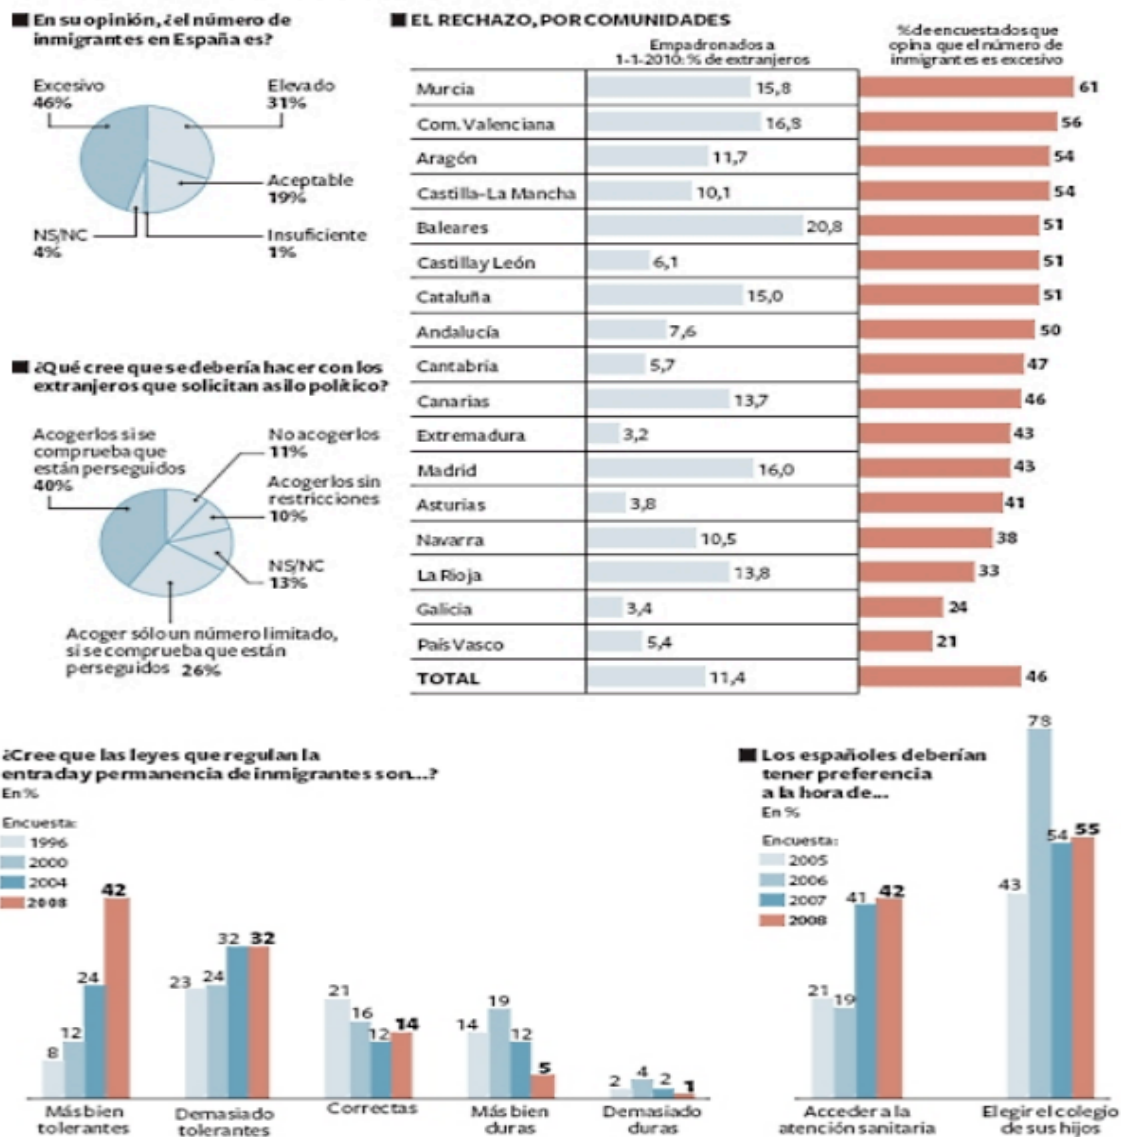 En su opinión, ¿el número de
inmigrantes en España es?
Excesivo
46%
Elevado
31%
Aceptable
19%
NS/NC
4%
Insuficiente
1%
¿Qué cree que se debería hacer con los
extranjeros que solicitan asilo político?
Acogerlos si se
comprueba que
están perseguidos
40%
No acogerlos
11%
Acogerlos sin
restricciones
10%
NS/NC
13%
Acoger sólo un número limitado,
si se comprueba que están
perseguidos 26%
EL RECHAZO, POR COMUNIDADES
Empadronados a
1-1-2010: % de extranjeros
% de encuestados que
opina que el número de
inmigrantes es excesivo
Murcia 15,8 61
Com. Valenciana 16,8 56
Aragón 11,7 54
Castilla-La Mancha 10,1 54
Baleares 20,8 51
Castilla y León 6,1 51
Cataluña 15,0 51
Andalucía 7,6 50
Cantabría 5,7 47
Canarias 13,7 46
Extremadura 3,2 43
Madrid 16,0 43
Asturias 3,8 41
Navarra 10,5 38
La Rioja 13,8 33
Galicia 3,4 24
País Vasco 5,4 21
TOTAL 11,4 46
¿Cree que las leyes que regulan la
entrada y permanencia de inmigrantes son...?
En %
Encuesta:
1996
2000
2004
2008
8 12 24 42
23 24 32 32
21 16 12 14
14 19 12 5
2 4 2 1
Más bien
tolerantes
Demasiado
tolerantes
Correctas
Más bien
duras
Demasiado
duras
Los españoles deberían
tener preferencia
a la hora de...
En %
Encuesta:
2005
2006
2007
2008
21 19 41 42
43 78 54 55
Acceder a la
atención sanitaria
Elegir el colegio
de sus hijos